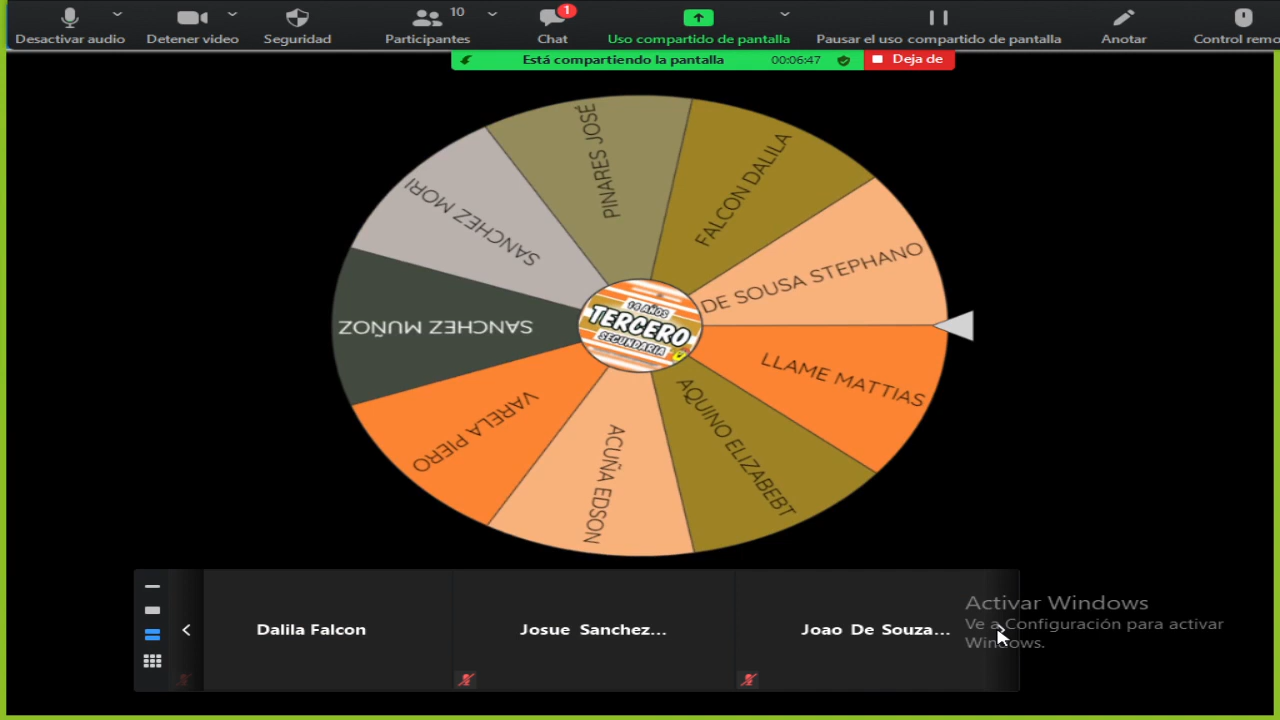 10
1
Desactivar audio
Detener video
Seguridad
Participantes
Chat
Uso compartido de pantalla
Pausar el uso compartido de pantalla
Anotar
Control remo
Está compartiendo la pantalla
00:06:47
Deja de
PINARES JOSÉ
FALCON DALILA
DE SOUSA STEPHANO
LLAME MATTIAS
AQUINO ELIZABEBT
ACUÑA EDSON
VARELA PIERO
SANCHEZ MUÑOZ
SANCHEZ MORI
14 AÑOS
TERCERO
SECUNDARIA
Dalila Falcon
Josue Sanchez...
Joao De Souza...
Activar Windows
Ve a Configuración para activar
Windows.